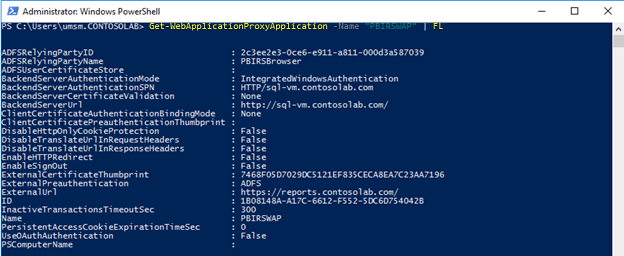 Administrator: Windows PowerShell
PS C:\Users\umsm.CONTOSOLAB> Get-WebApplicationProxyApplication -Name "PBIRSWAP" | FL
ADFSRelyingPartyID : 2c3ee2e3-0ce6-e911-a811-000d3a587039
ADFSRelyingPartyName : PBIRSBrowser
ADFSUserCertificateStore :
BackendServerAuthenticationMode : IntegratedWindowsAuthentication
BackendServerAuthenticationSPN : HTTP/sql-vm.contosolab.com
BackendServerCertificateValidation : None
BackendServerUrl : http://sql-vm.contosolab.com/
ClientCertificateAuthenticationBindingMode : None
ClientCertificatePreauthenticationThumbprint :
DisableHttpOnlyCookieProtection : False
DisableTranslateUrlInRequestHeaders : False
DisableTranslateUrlInResponseHeaders : False
EnableHTTPRedirect : False
EnableSignOut : False
ExternalCertificateThumbprint : 7468F05D7029DC5121EF835CECA8EA7C23AA7196
ExternalPreauthentication : ADFS
ExternalUrl : https://reports.contosolab.com/
ID : 1B08148A-A17C-6612-F552-5DC6D754042B
InactiveTransactionsTimeoutSec : 300
Name : PBIRSWAP
PersistentAccessCookieExpirationTimeSec : 0
UseOAuthAuthentication : False
PSComputerName :